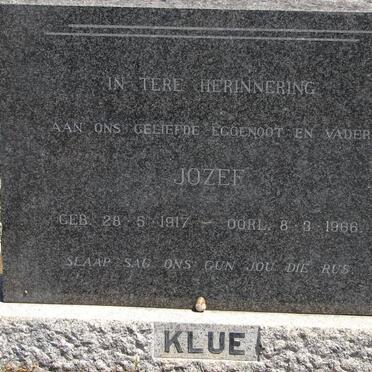 IN TERE HERINNERING
AAN ONS GELIEFDE EGGENOOT EN VADER
JOZEF
GEB. 28. 5. 1917 — OORL. 8. 3. 1966.
SLAAP SAG ONS GUN JOU DIE RUS
KLUE